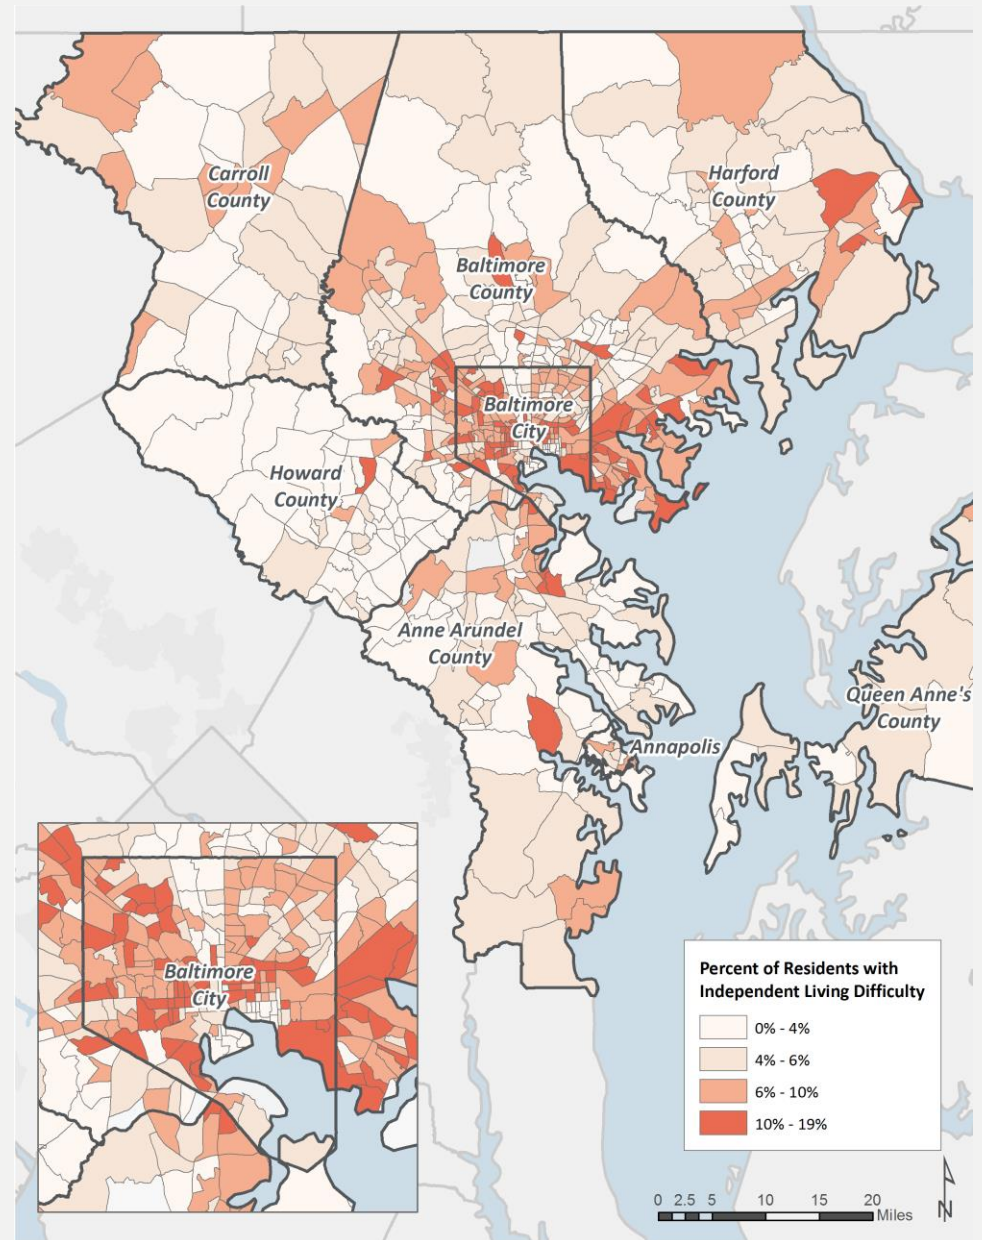 Carroll
County
Harford
County
Baltimore
County
Baltimore
City
Howard
County
Anne Arundel
County
Queen Anne's
County
Annapolis
Baltimore
City
Percent of Residents with
Independent Living Difficulty
0% - 4%
4% - 6%
6% - 10%
10% - 19%
0 2.5 5 10 15 20
Miles
N